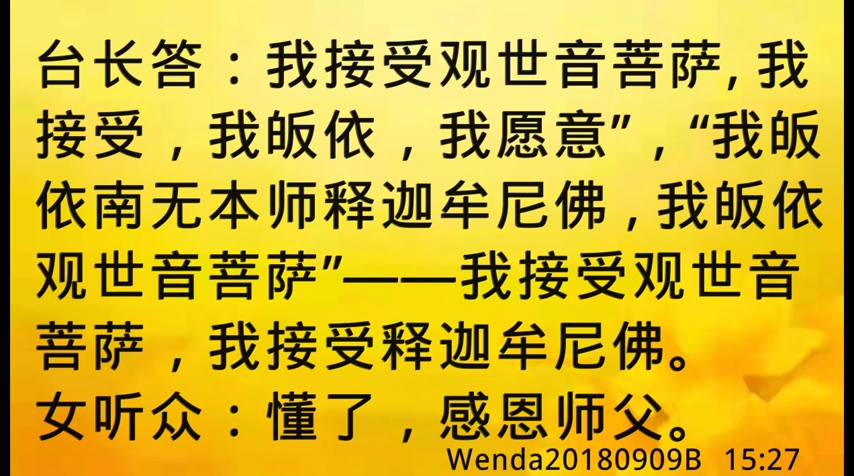 台长答：我接受观世音菩萨,我
接受，我皈依，我愿意”，“我皈
依南无本师释迦牟尼佛,我皈依
观世音菩萨”——我接受观世音
菩萨，我接受释迦牟尼佛。
女听众：懂了，感恩师父。
Wenda20180909B 15:27